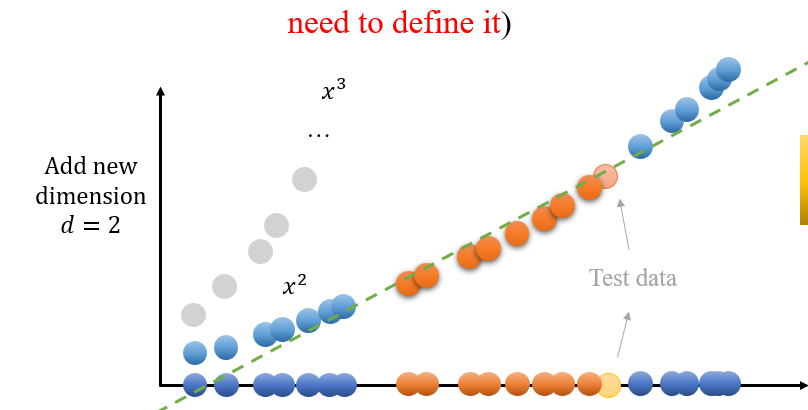 need to define it)
x³
…
Add new
dimension
d = 2
x²
Test data